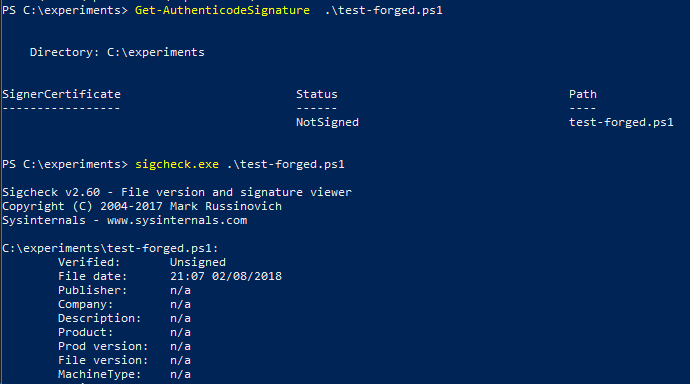 PS C:\experiments> Get-AuthenticodeSignature  .\test-forged.ps1
Directory: C:\experiments
SignerCertificate Status Path
----------------- ------ ----
NotSigned test-forged.ps1
PS C:\experiments> sigcheck.exe .\test-forged.ps1
Sigcheck v2.60 - File version and signature viewer
Copyright (C) 2004-2017 Mark Russinovich
Sysinternals - www.sysinternals.com
C:\experiments\test-forged.ps1:
Verified: Unsigned
File date: 21:07 02/08/2018
Publisher: n/a
Company: n/a
Description: n/a
Product: n/a
Prod version: n/a
File version: n/a
MachineType: n/a